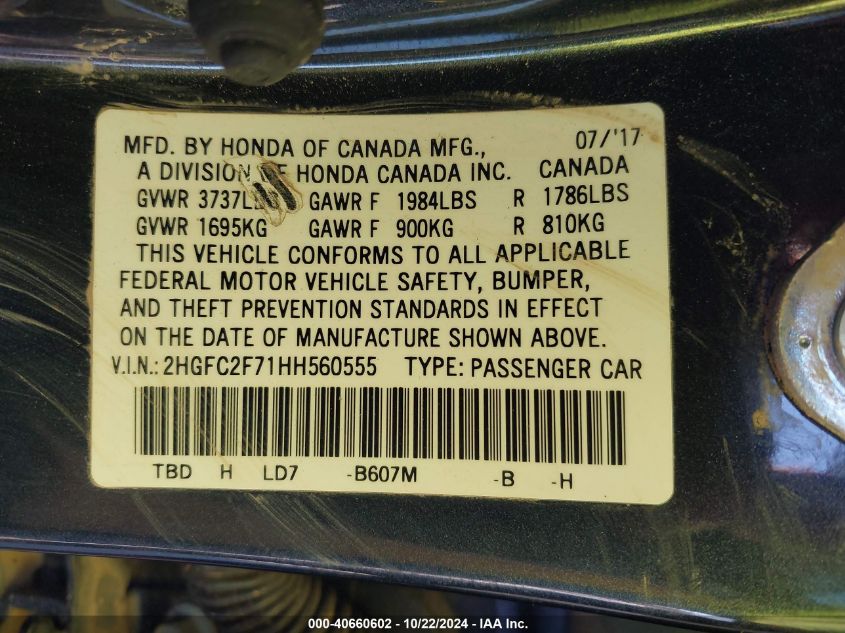 MFD. BY HONDA OF CANADA MFG., 07/'17
A DIVISION OF HONDA CANADA INC. CANADA
GVWR 3737LBS GAWR F 1984LBS R 1786LBS
GVWR 1695KG GAWR F 900KG R 810KG
THIS VEHICLE CONFORMS TO ALL APPLICABLE
FEDERAL MOTOR VEHICLE SAFETY, BUMPER,
AND THEFT PREVENTION STANDARDS IN EFFECT
ON THE DATE OF MANUFACTURE SHOWN ABOVE.
V.I.N.: 2HGFC2F71HH560555 TYPE: PASSENGER CAR
TBD H LD7 -B607M -B -H
000-40660602 - 10/22/2024 - IAA Inc.